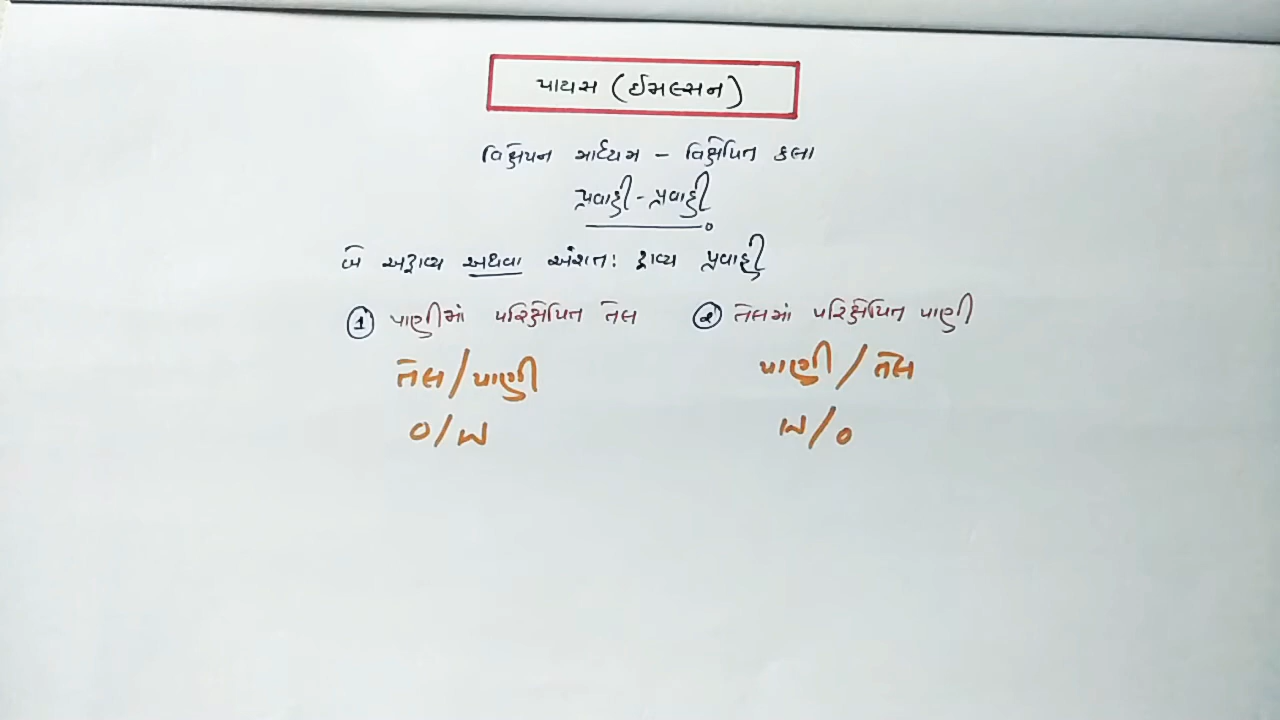 પાયસ (ઈમલ્સન)
વિક્ષેપન માધ્યમ - વિક્ષેપિત કલા
પ્રવાહી - પ્રવાહી
બે અદ્રાવ્ય અથવા અંશતઃ દ્રાવ્ય પ્રવાહી
① પાણીમાં પરિક્ષેપિત તેલ ② તેલમાં પરિક્ષેપિત પાણી
તેલ/પાણી પાણી/તેલ
O/W W/O